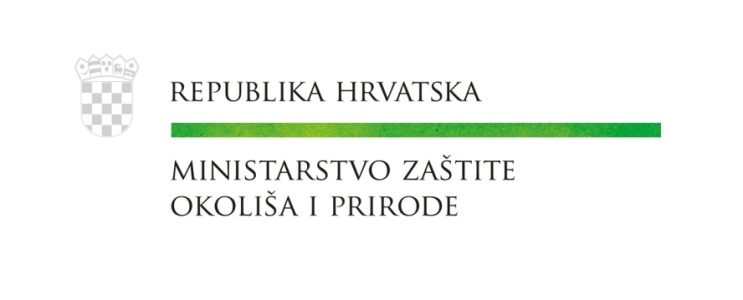 REPUBLIKA HRVATSKA
MINISTARSTVO ZAŠTITE
OKOLIŠA I PRIRODE